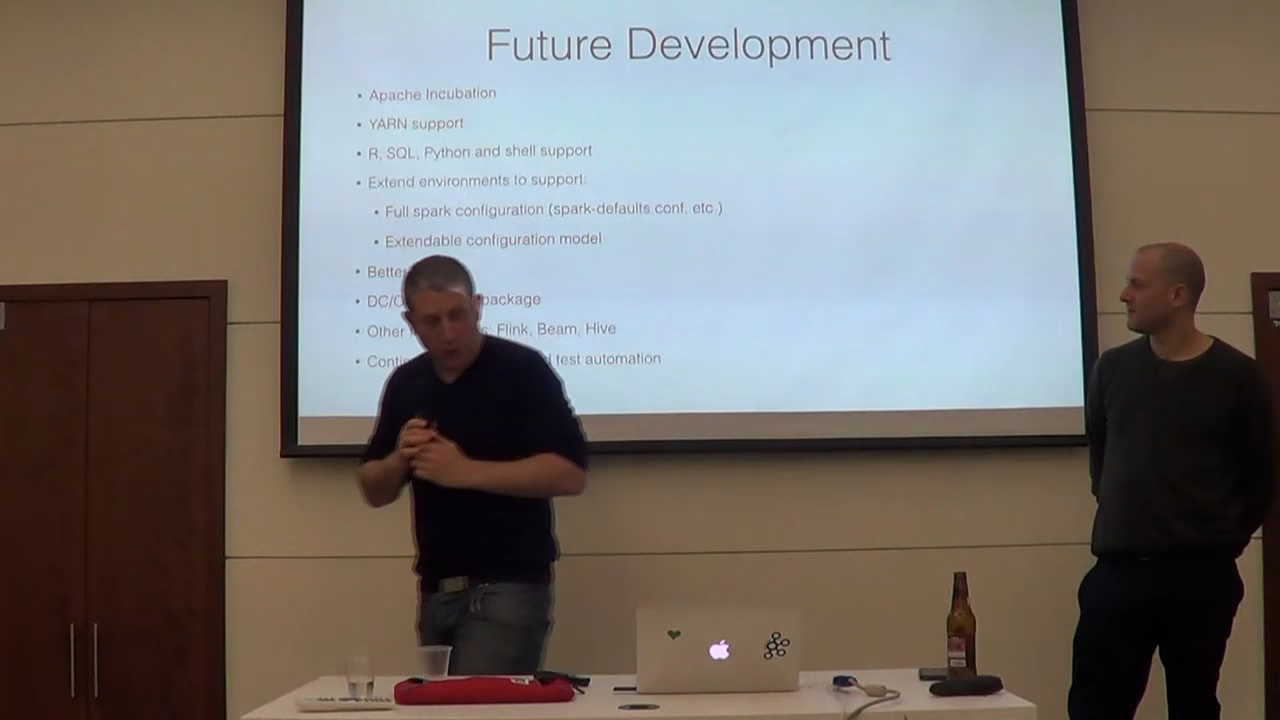 Future Development
• Apache Incubation
• YARN support
• R, SQL, Python and shell support
• Extend environments to support:
• Full spark configuration (spark-defaults.conf, etc.)
• Extendable configuration model
• Better
• DC/O package
• Other : Flink, Beam, Hive
• test automation